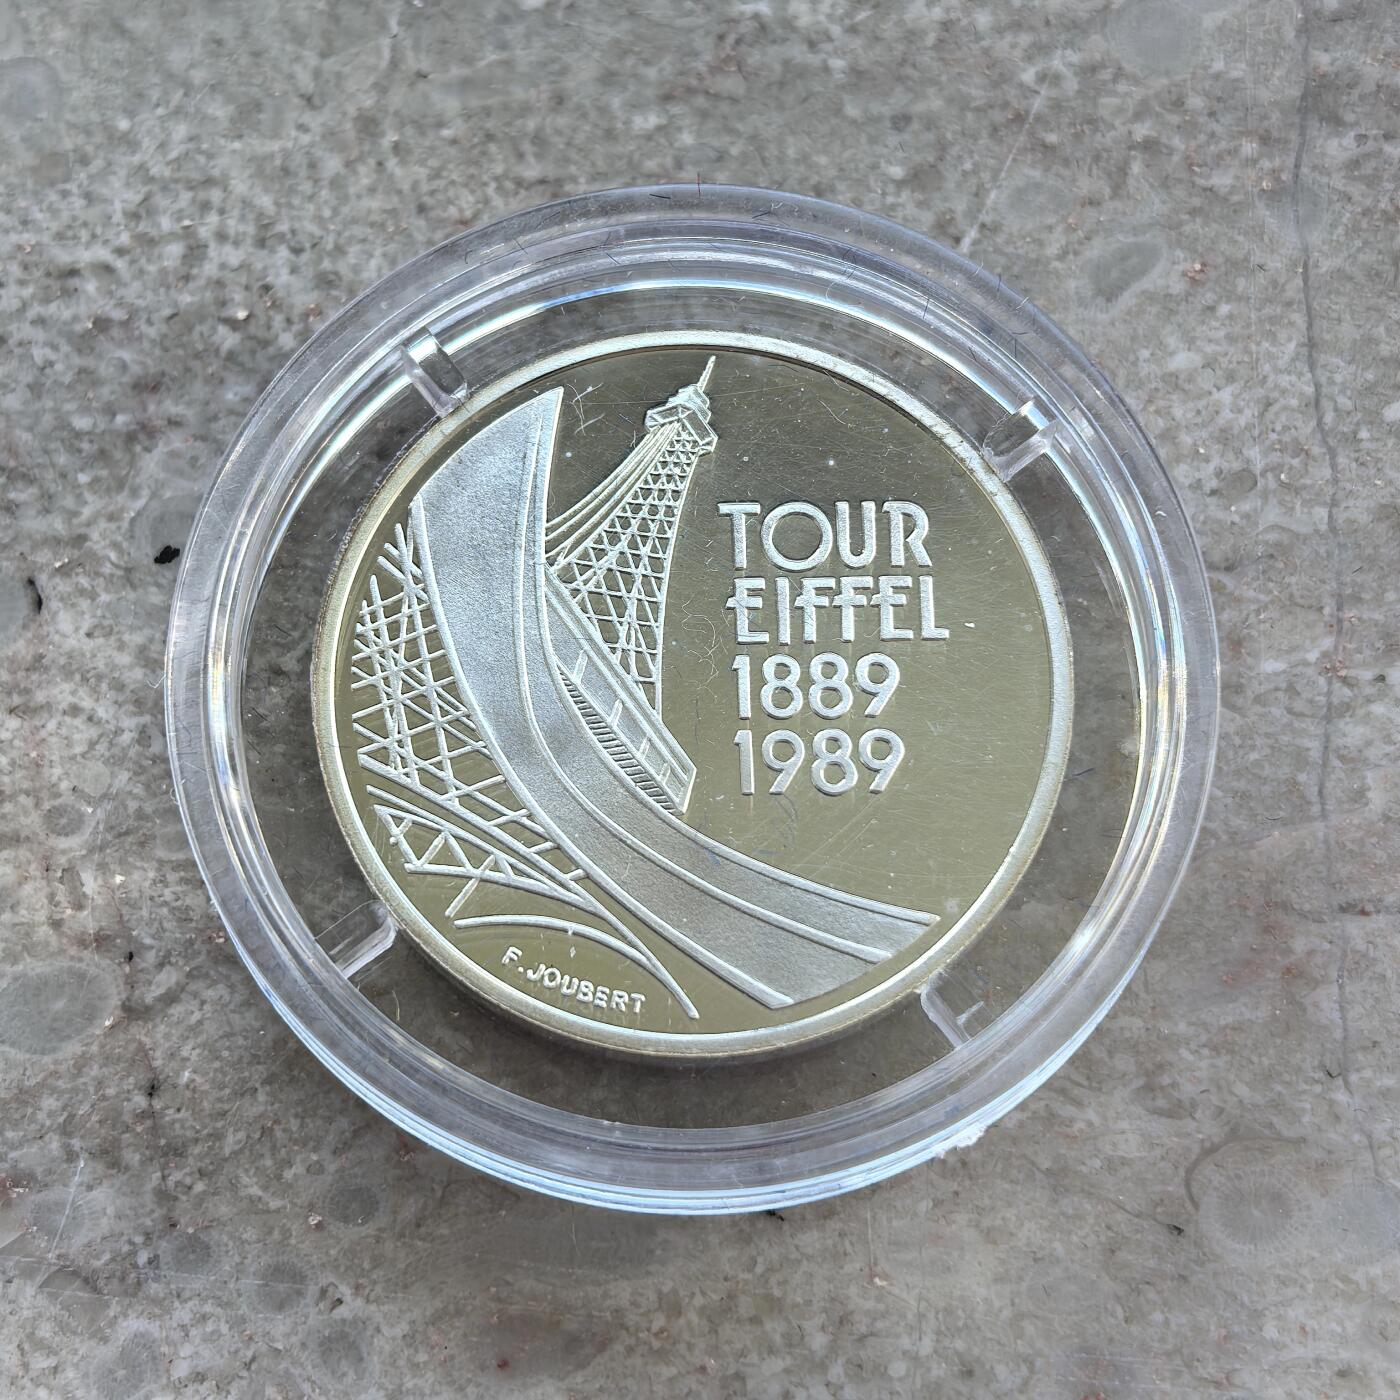 TOUR
EIFFEL
1889
1989
F. JOUBERT